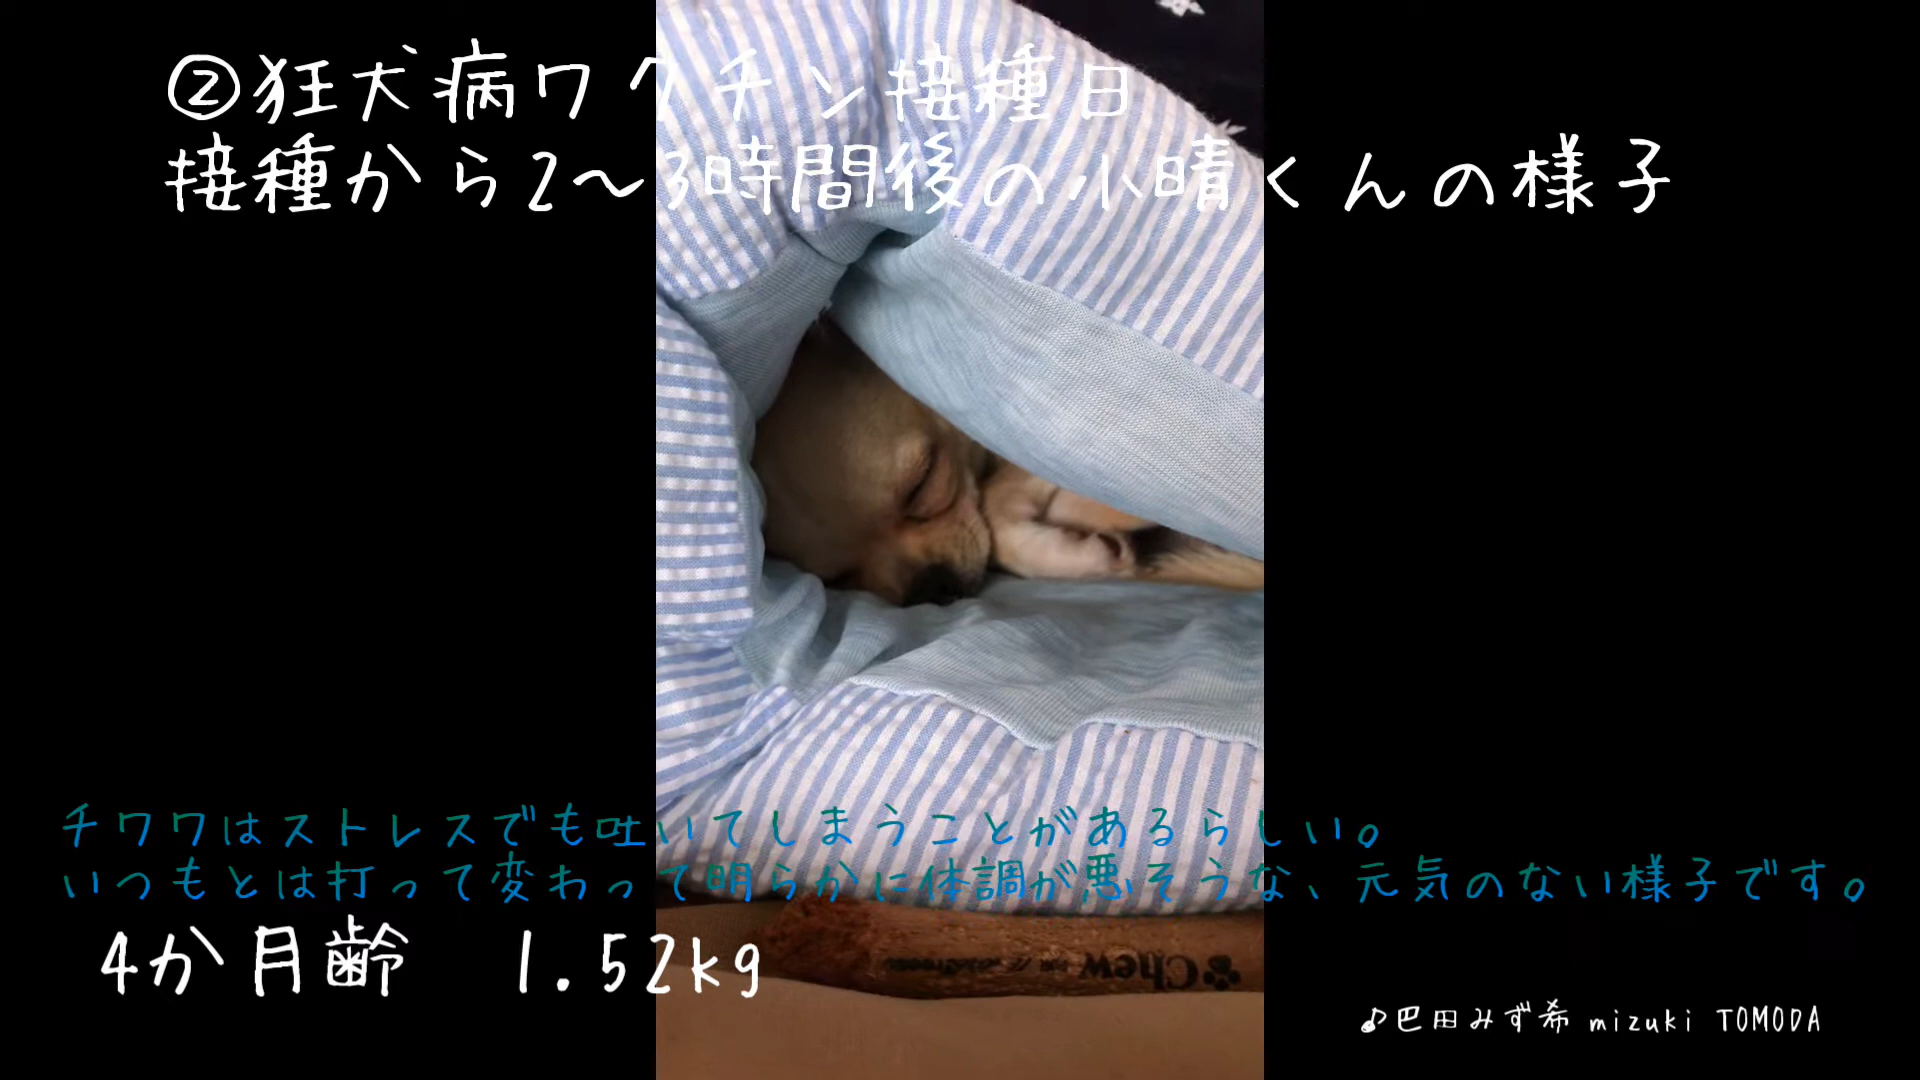 ②狂犬病ワクチン接種日
接種から2～3時間後の小晴くんの様子
チワワはストレスでも吐いてしまうことがあるらしい。
いつもとは打って変わって明らかに体調が悪そうな、元気のない様子です。
4か月齢 1.52kg
Chew
♪巴田みず希 mizuki TOMODA